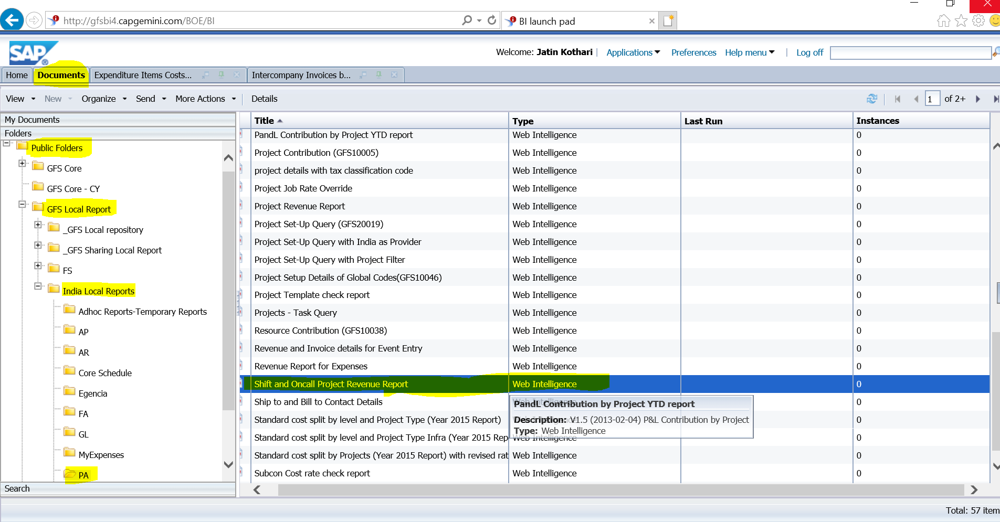 http://gfsbi4.capgemini.com/BOE/BI
BI launch pad
SAP
Welcome: Jatin Kothari
Applications
Preferences
Help menu
Log off
Home
Documents
Expenditure Items Costs...
Intercompany Invoices b...
View
New
Organize
Send
More Actions
Details
1 of 2+
My Documents
Folders
Public Folders
GFS Core
GFS Core - CY
GFS Local Report
_GFS Local repository
_GFS Sharing Local Report
FS
India Local Reports
Adhoc Reports-Temporary Reports
AP
AR
Core Schedule
Egencia
FA
GL
MyExpenses
PA
Search
Title Type Last Run Instances
PandL Contribution by Project YTD report Web Intelligence 0
Project Contribution (GFS10005) Web Intelligence 0
project details with tax classification code Web Intelligence 0
Project Job Rate Override Web Intelligence 0
Project Revenue Report Web Intelligence 0
Project Set-Up Query (GFS20019) Web Intelligence 0
Project Set-Up Query with India as Provider Web Intelligence 0
Project Set-Up Query with Project Filter Web Intelligence 0
Project Setup Details of Global Codes(GFS10046) Web Intelligence 0
Project Template check report Web Intelligence 0
Projects - Task Query Web Intelligence 0
Resource Contribution (GFS10038) Web Intelligence 0
Revenue and Invoice details for Event Entry Web Intelligence 0
Revenue Report for Expenses Web Intelligence 0
Shift and Oncall Project Revenue Report Web Intelligence 0
Ship to and Bill to Contact Details Web Intelligence 0
Standard cost split by level and Project Type (Year 2015 Report) 0
Standard cost split by level and Project Type Infra (Year 2015 Rep Web Intelligence 0
Standard cost split by Projects (Year 2015 Report) with revised rat Web Intelligence 0
Subcon Cost rate check report Web Intelligence 0
PandL Contribution by Project YTD report
Description: V1.5 (2013-02-04) P&L Contribution by Project
Type: Web Intelligence
Total: 57 item